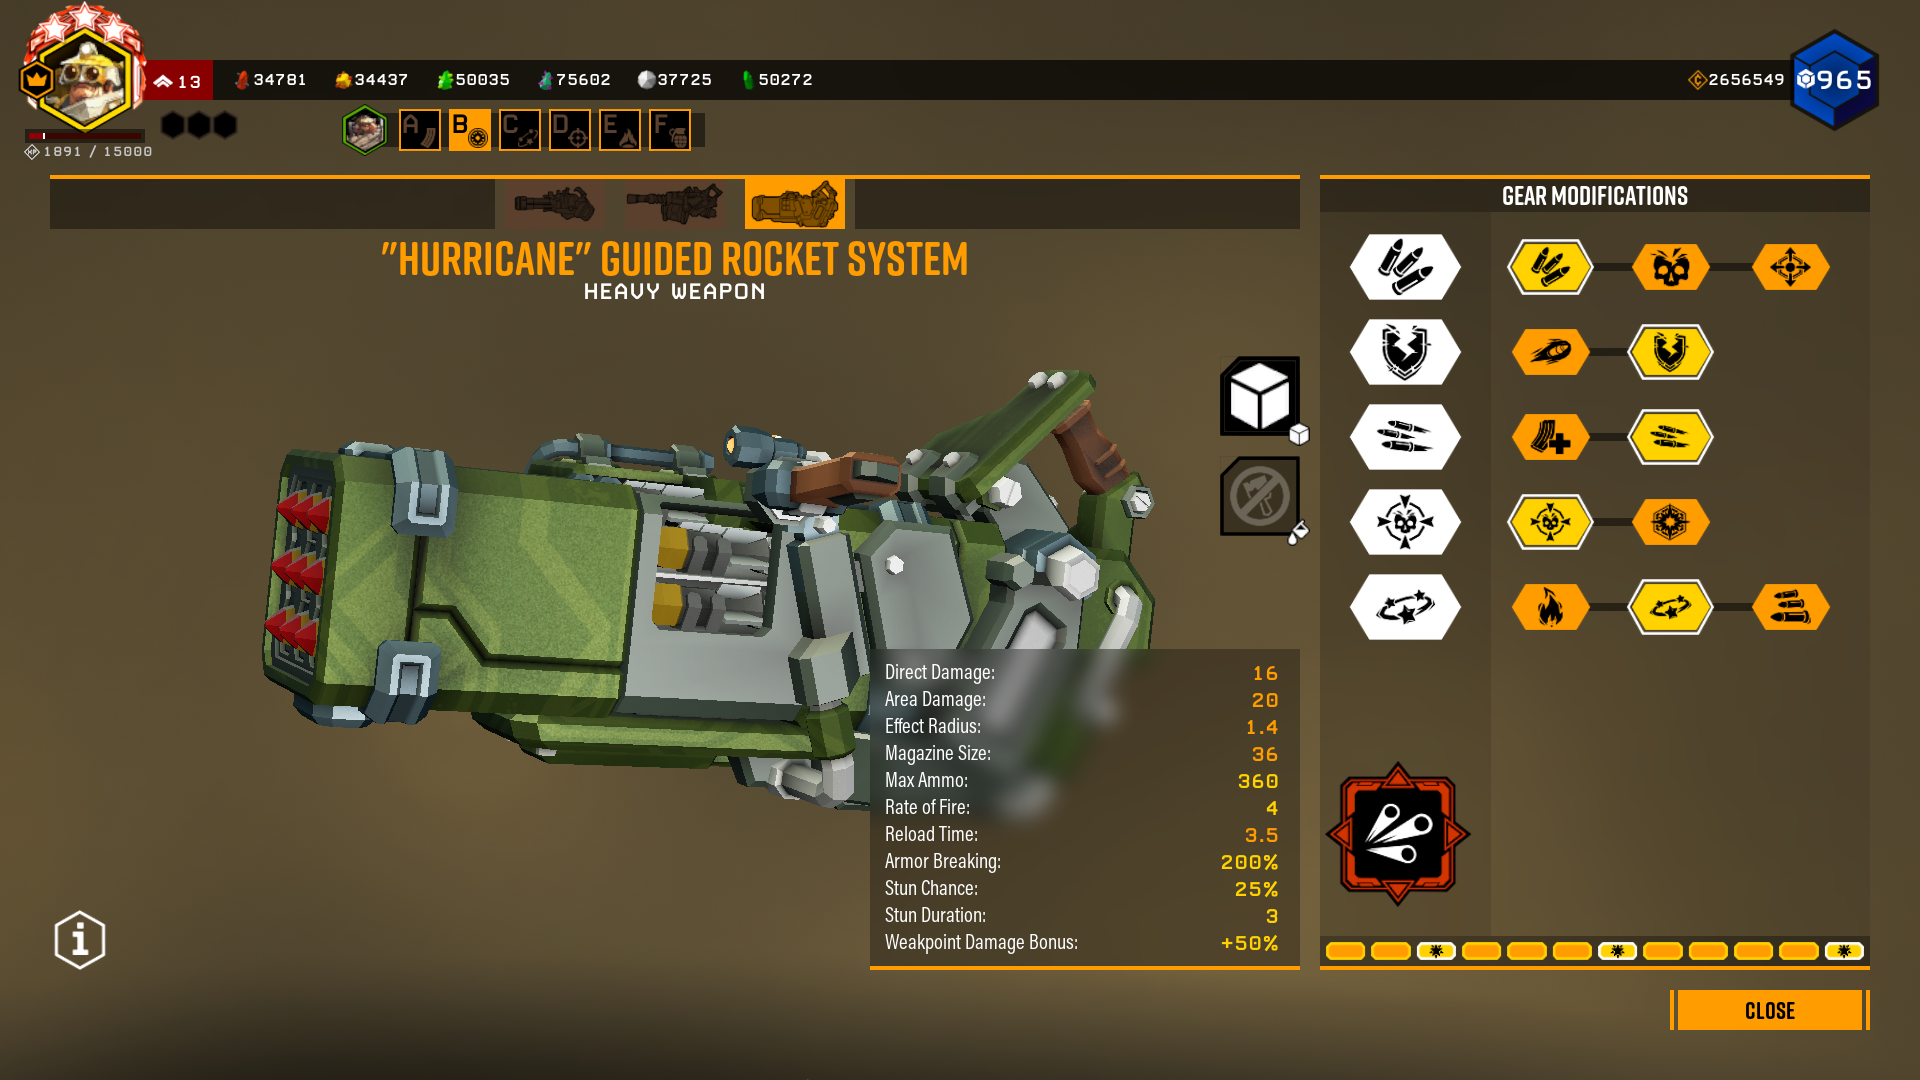 13
34781
34437
50035
75602
37725
50272
2656549
965
1891 / 15000
A
B
C
D
E
F
"HURRICANE" GUIDED ROCKET SYSTEM
HEAVY WEAPON
GEAR MODIFICATIONS
Direct Damage: 16
Area Damage: 20
Effect Radius: 1.4
Magazine Size: 36
Max Ammo: 360
Rate of Fire: 4
Reload Time: 3.5
Armor Breaking: 200%
Stun Chance: 25%
Stun Duration: 3
Weakpoint Damage Bonus: +50%
CLOSE